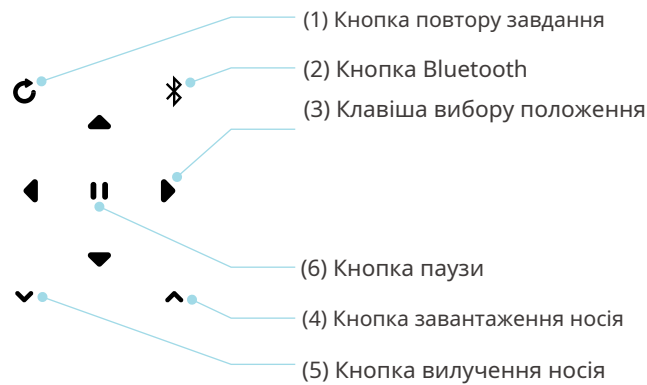 (1) Кнопка повтору завдання
(2) Кнопка Bluetooth
(3) Клавіша вибору положення
(6) Кнопка паузи
(4) Кнопка завантаження носія
(5) Кнопка вилучення носія